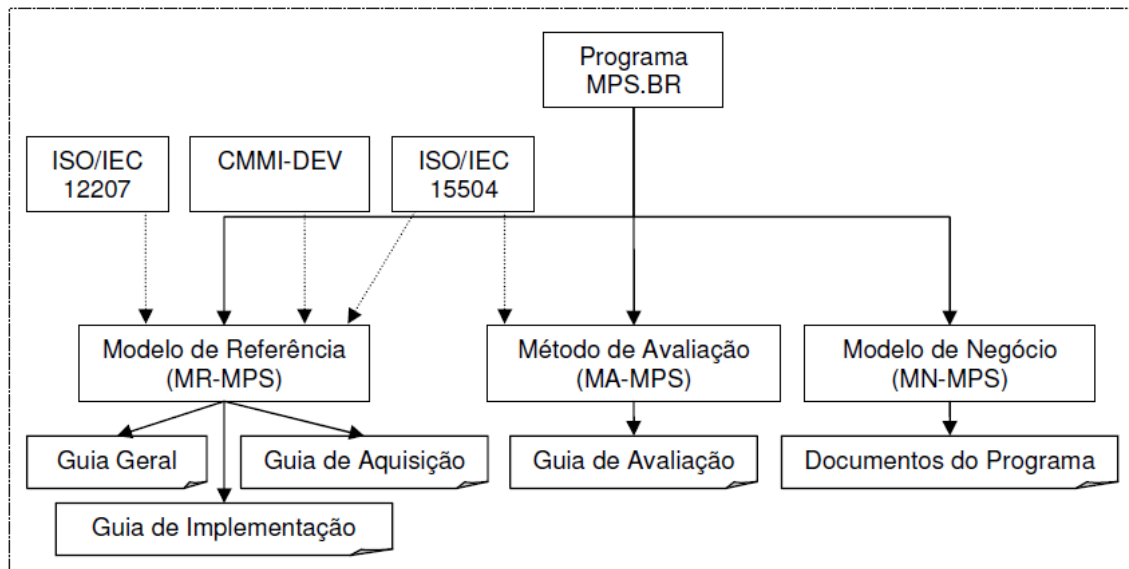 Programa
MPS.BR
ISO/IEC
12207
CMMI-DEV
ISO/IEC
15504
Modelo de Referência
(MR-MPS)
Método de Avaliação
(MA-MPS)
Modelo de Negócio
(MN-MPS)
Guia Geral
Guia de Aquisição
Guia de Avaliação
Documentos do Programa
Guia de Implementação